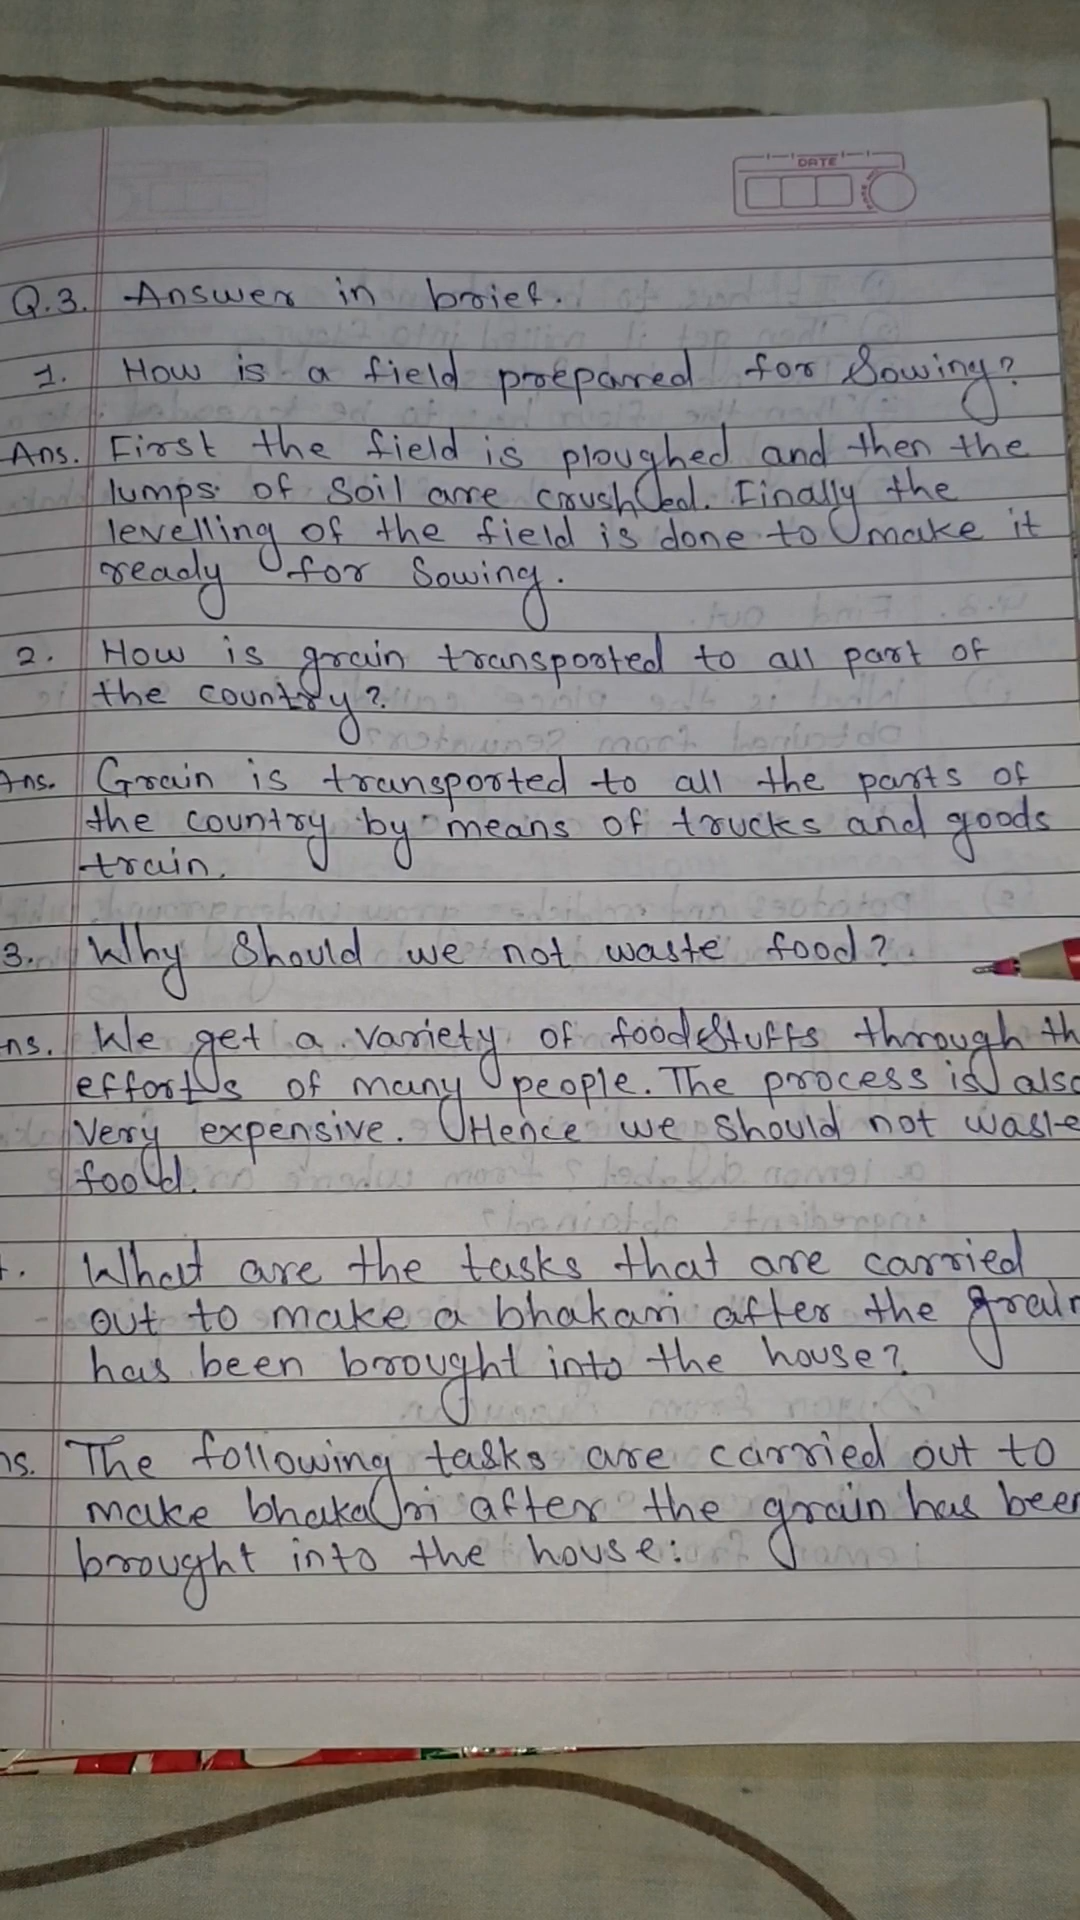 DATE
Q.3. Answer in brief.
1. How is a field prepared for Sowing?
Ans. First the field is ploughed and then the
lumps of Soil are crushed. Finally the
levelling of the field is done to make it
ready for Sowing.
2. How is grain transported to all part of
the country?
Ans. Grain is transported to all the parts of
the country by means of trucks and goods
train.
3. Why Should we not waste food?
ns. We get a variety of foodstuffs through th
efforts of many people. The process is also
Very expensive. Hence we should not waste
food.
What are the tasks that are carried
out to make a bhakari after the grain
has been brought into the house?
ns. The following tasks are carried out to
make bhakari after the grain has been
brought into the house: